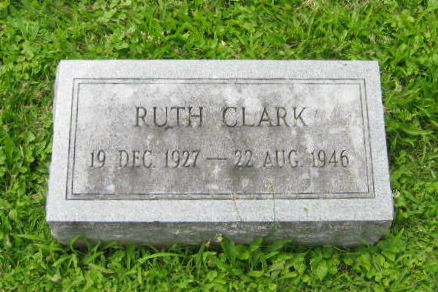 RUTH CLARK
19 DEC. 1927 — 22 AUG. 1946